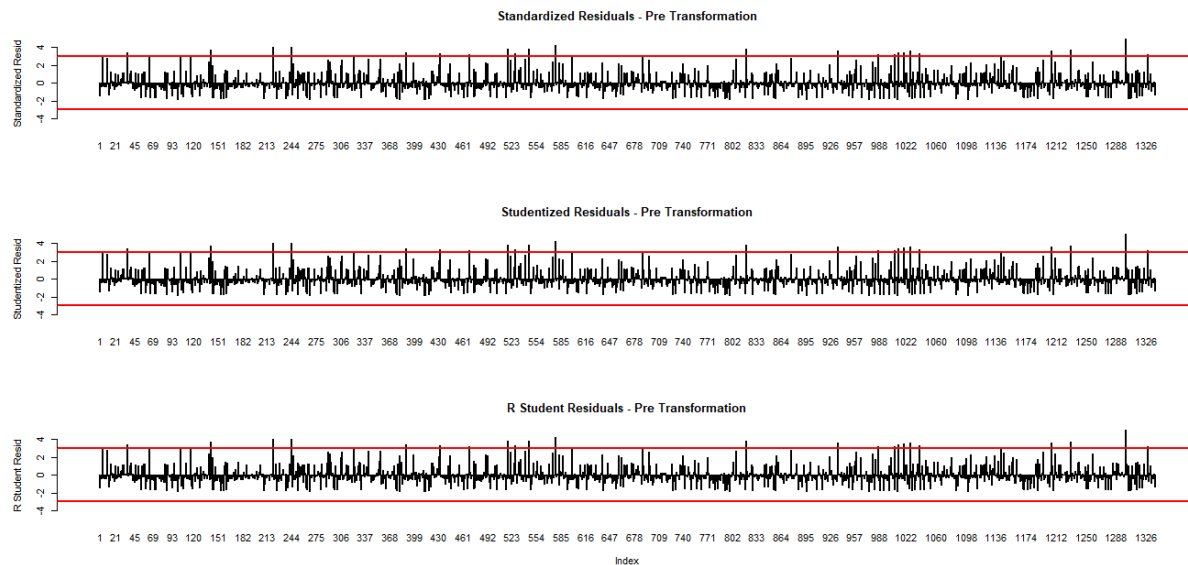 Standardized Residuals - Pre Transformation
Standardized Resid
4
2
0
-2
-4
1 21 45 69 93 120 151 182 213 244 275 306 337 368 399 430 461 492 523 554 585 616 647 678 709 740 771 802 833 864 895 926 957 988 1022 1060 1098 1136 1174 1212 1250 1288 1326
Studentized Residuals - Pre Transformation
Studentized Resid
4
2
0
-2
-4
1 21 45 69 93 120 151 182 213 244 275 306 337 368 399 430 461 492 523 554 585 616 647 678 709 740 771 802 833 864 895 926 957 988 1022 1060 1098 1136 1174 1212 1250 1288 1326
R Student Residuals - Pre Transformation
R Student Resid
4
2
0
-2
-4
1 21 45 69 93 120 151 182 213 244 275 306 337 368 399 430 461 492 523 554 585 616 647 678 709 740 771 802 833 864 895 926 957 988 1022 1060 1098 1136 1174 1212 1250 1288 1326
Index